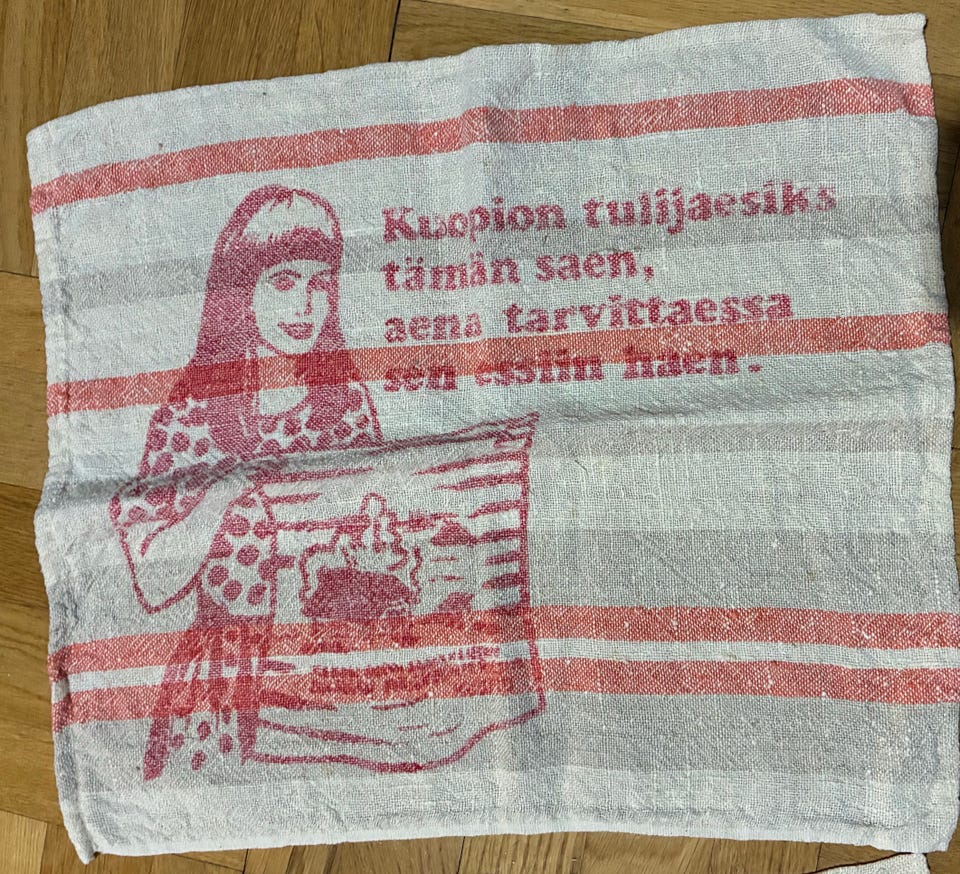 Kuopion tulijaesiks
tämän saen,
aena tarvittaessa
sen essiin haen.